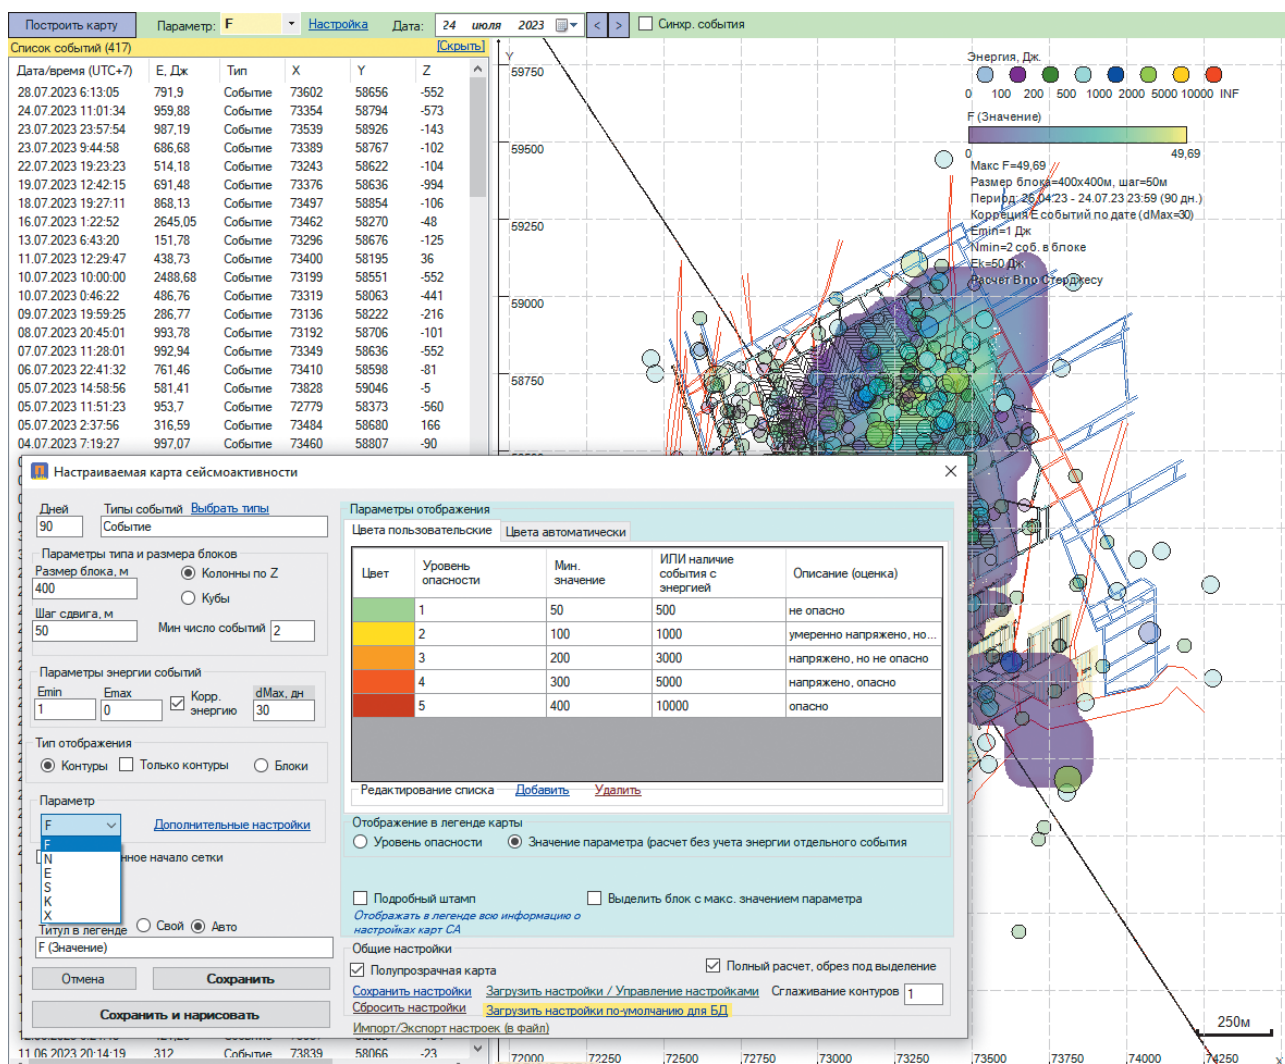 Построить карту Параметр: F Настройка Дата: 24 июля 2023 < > Синхр. события
Список событий (417) [Скрыть]
Дата/время (UTC+7) E, Дж Тип X Y Z
28.07.2023 6:13:05 791,9 Событие 73602 58656 -552
24.07.2023 11:01:34 959,88 Событие 73354 58794 -573
23.07.2023 23:57:54 987,19 Событие 73539 58926 -143
23.07.2023 9:44:58 686,68 Событие 73389 58767 -102
22.07.2023 19:23:23 514,18 Событие 73243 58622 -104
19.07.2023 12:42:15 691,48 Событие 73376 58636 -994
18.07.2023 19:27:11 868,13 Событие 73497 58854 -106
16.07.2023 1:22:52 2645,05 Событие 73462 58270 -48
13.07.2023 6:43:20 151,78 Событие 73296 58676 -125
11.07.2023 12:29:47 438,73 Событие 73400 58195 36
10.07.2023 10:00:00 2488,68 Событие 73199 58551 -552
10.07.2023 0:46:22 486,76 Событие 73319 58063 -441
09.07.2023 19:59:25 286,77 Событие 73136 58222 -216
08.07.2023 20:45:01 993,78 Событие 73192 58706 -101
07.07.2023 11:28:01 992,94 Событие 73349 58636 -552
06.07.2023 22:41:32 761,46 Событие 73410 58598 -81
05.07.2023 14:58:56 581,41 Событие 73828 59046 -5
05.07.2023 11:51:23 953,7 Событие 72779 58373 -560
05.07.2023 2:37:56 316,59 Событие 73484 58680 166
04.07.2023 7:19:27 997,07 Событие 73460 58807 -90
11.06.2023 20:14:19 312 Событие 73839 58066 -23
Y
59750
59500
59250
59000
58750
Энергия, Дж.
0 100 200 500 1000 2000 5000 10000 INF
F (Значение)
0 49,69
Макс F=49,69
Размер блока=400x400м, шаг=50м
Период: 26.04.23 - 24.07.23 23:59 (90 дн.)
Коррекция E событий по дате (dMax=30)
Emin=1 Дж
Nmin=2 соб. в блоке
Ek=50 Дж
Расчет B по Стерджесу
Настраиваемая карта сейсмоактивности
Дней Типы событий Выбрать типы
90 Событие
Параметры типа и размера блоков
Размер блока, м Колонны по Z
400 Кубы
Шаг сдвига, м
50 Мин число событий 2
Параметры энергии событий
Emin Emax Корр. энергию dMax, дн
1 0 30
Тип отображения
Контуры Только контуры Блоки
Параметр
F Дополнительные настройки
F
N нное начало сетки
E
S
K
X
Титул в легенде Свой Авто
F (Значение)
Отмена Сохранить
Сохранить и нарисовать
Параметры отображения
Цвета пользовательские Цвета автоматически
Цвет Уровень опасности Мин. значение ИЛИ наличие события с энергией Описание (оценка)
1 50 500 не опасно
2 100 1000 умеренно напряжено, но...
3 200 3000 напряжено, но не опасно
4 300 5000 напряжено, опасно
5 400 10000 опасно
Редактирование списка Добавить Удалить
Отображение в легенде карты
Уровень опасности Значение параметра (расчет без учета энергии отдельного события
Подробный штамп Выделить блок с макс. значением параметра
Отображать в легенде всю информацию о
настройках карт СА
Общие настройки
Полупрозрачная карта Полный расчет, обрез под выделение
Сохранить настройки Загрузить настройки / Управление настройками Сглаживание контуров 1
Сбросить настройки Загрузить настройки по-умолчанию для БД
Импорт/Экспорт настроек (в файл)
250м
72000 72250 72500 72750 73000 73250 73500 73750 74000 74250 X